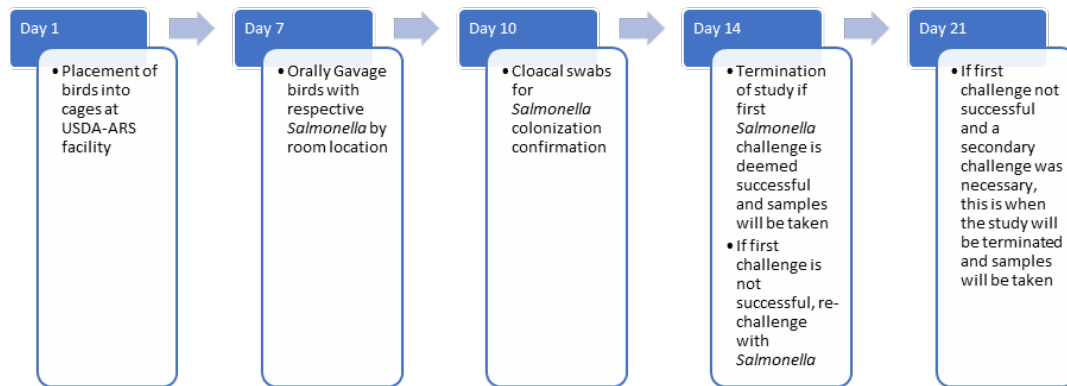 Day 1
• Placement of
birds into
cages at
USDA-ARS
facility
Day 7
• Orally Gavage
birds with
respective
Salmonella by
room location
Day 10
• Cloacal swabs
for
Salmonella
colonization
confirmation
Day 14
• Termination
of study if
first
Salmonella
challenge is
deemed
successful
and samples
will be taken
• If first
challenge is
not
successful, re-
challenge
with
Salmonella
Day 21
• If first
challenge not
successful
and a
secondary
challenge was
necessary,
this is when
the study will
be terminated
and samples
will be taken